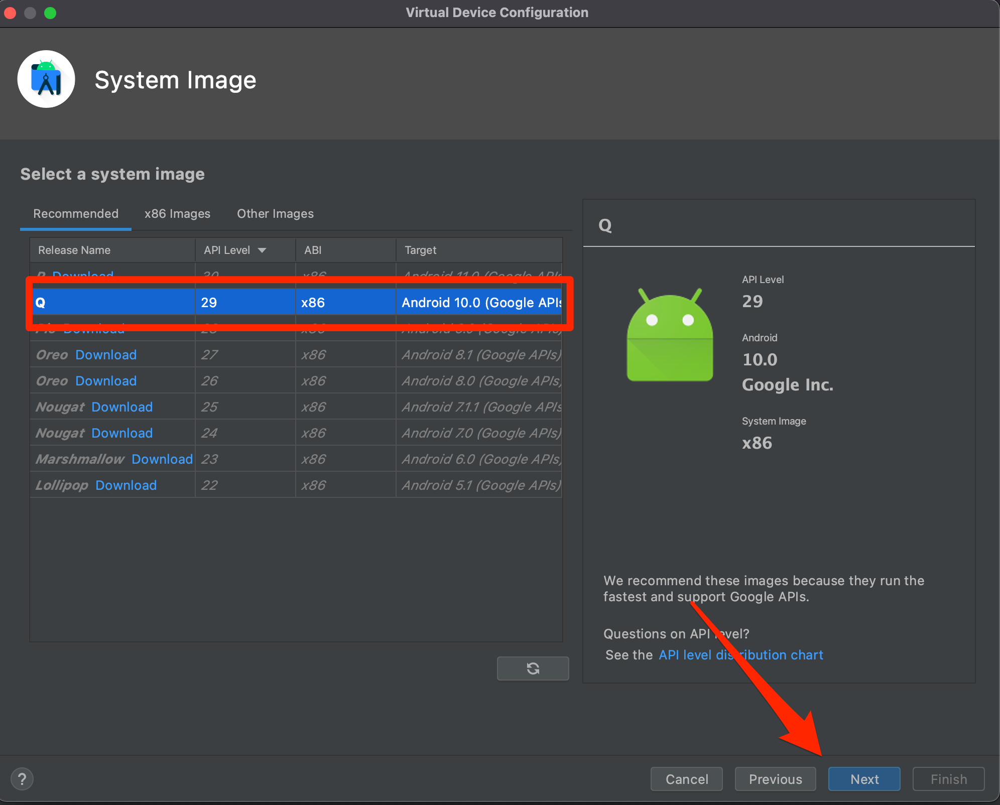 Virtual Device Configuration
System Image
Select a system image
Recommended x86 Images Other Images
Release Name API Level ABI Target
R Download 30 x86 Android 11.0 (Google APIs
Q 29 x86 Android 10.0 (Google APIs
Pie Download 28 x86 Android 9.0 (Google APIs)
Oreo Download 27 x86 Android 8.1 (Google APIs)
Oreo Download 26 x86 Android 8.0 (Google APIs)
Nougat Download 25 x86 Android 7.1.1 (Google APIs
Nougat Download 24 x86 Android 7.0 (Google APIs)
Marshmallow Download 23 x86 Android 6.0 (Google APIs)
Lollipop Download 22 x86 Android 5.1 (Google APIs)
Q
API Level
29
Android
10.0
Google Inc.
System Image
x86
We recommend these images because they run the
fastest and support Google APIs.
Questions on API level?
See the API level distribution chart
? Cancel Previous Next Finish